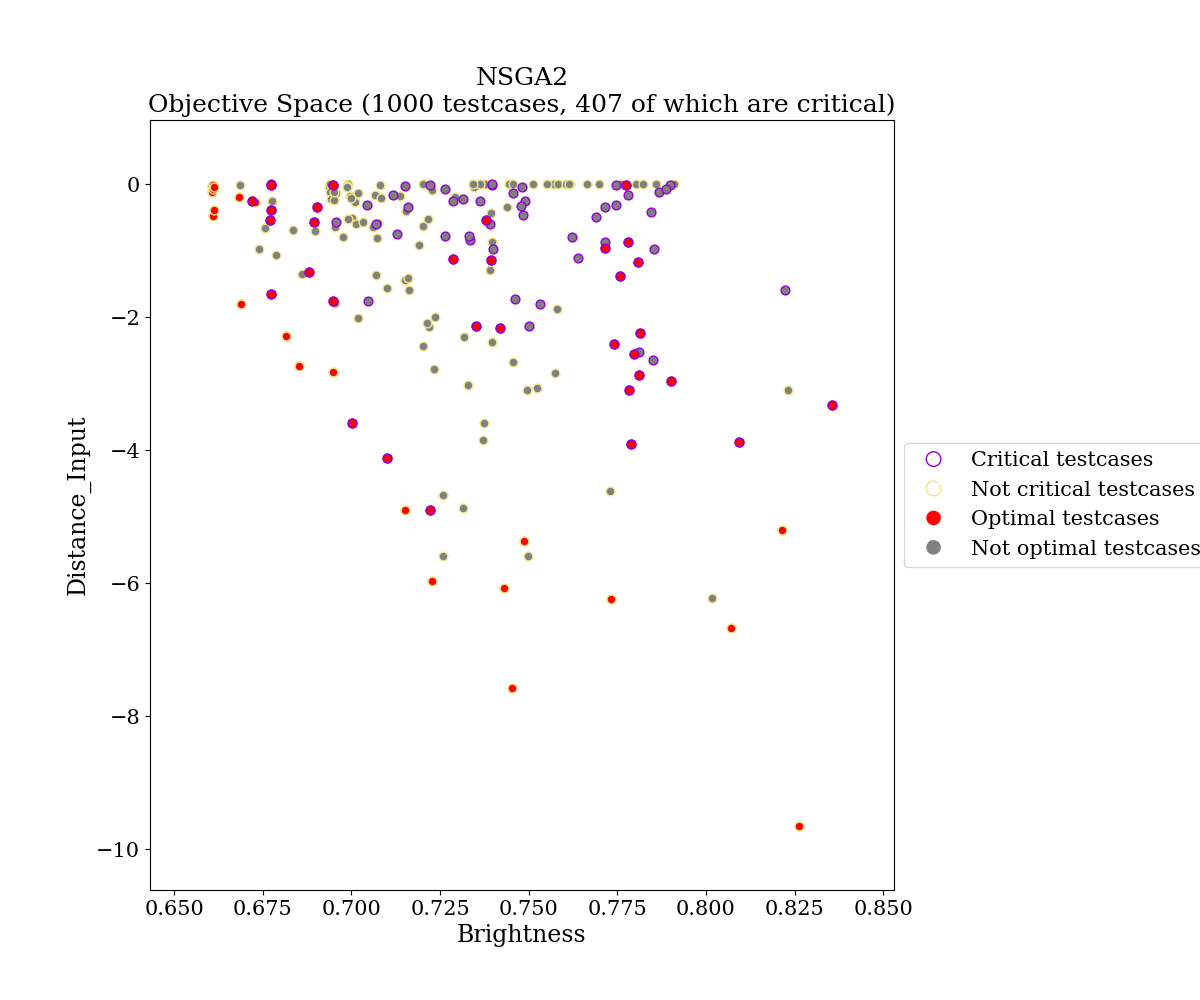 NSGA2
Objective Space (1000 testcases, 407 of which are critical)
0
−2
−4
−6
−8
−10
Distance_Input
0.650 0.675 0.700 0.725 0.750 0.775 0.800 0.825 0.850
Brightness
Critical testcases
Not critical testcases
Optimal testcases
Not optimal testcases